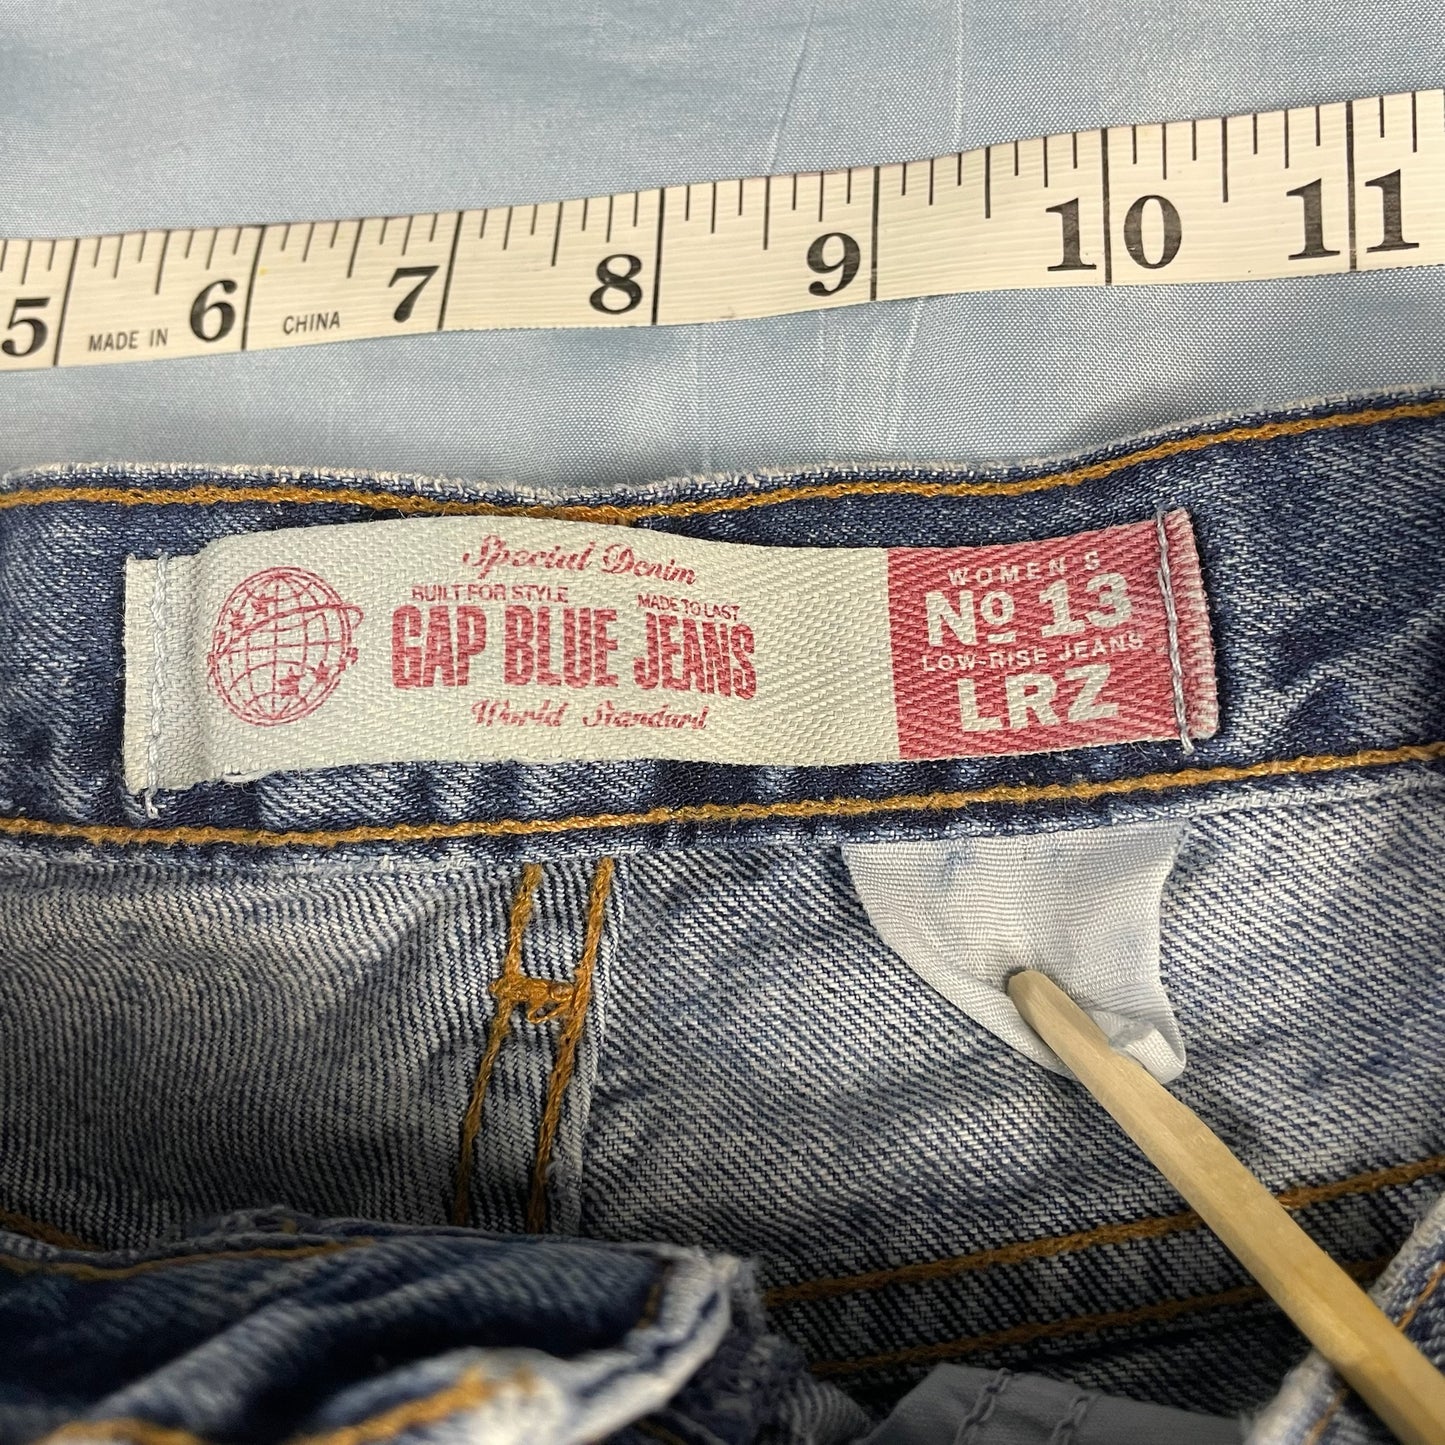 5 6 7 8 9 10 11
MADE IN CHINA
Special Denim
BUILT FOR STYLE MADE TO LAST
GAP BLUE JEANS
World Standard
WOMEN'S
No 13
LOW-RISE JEANS
LRZ